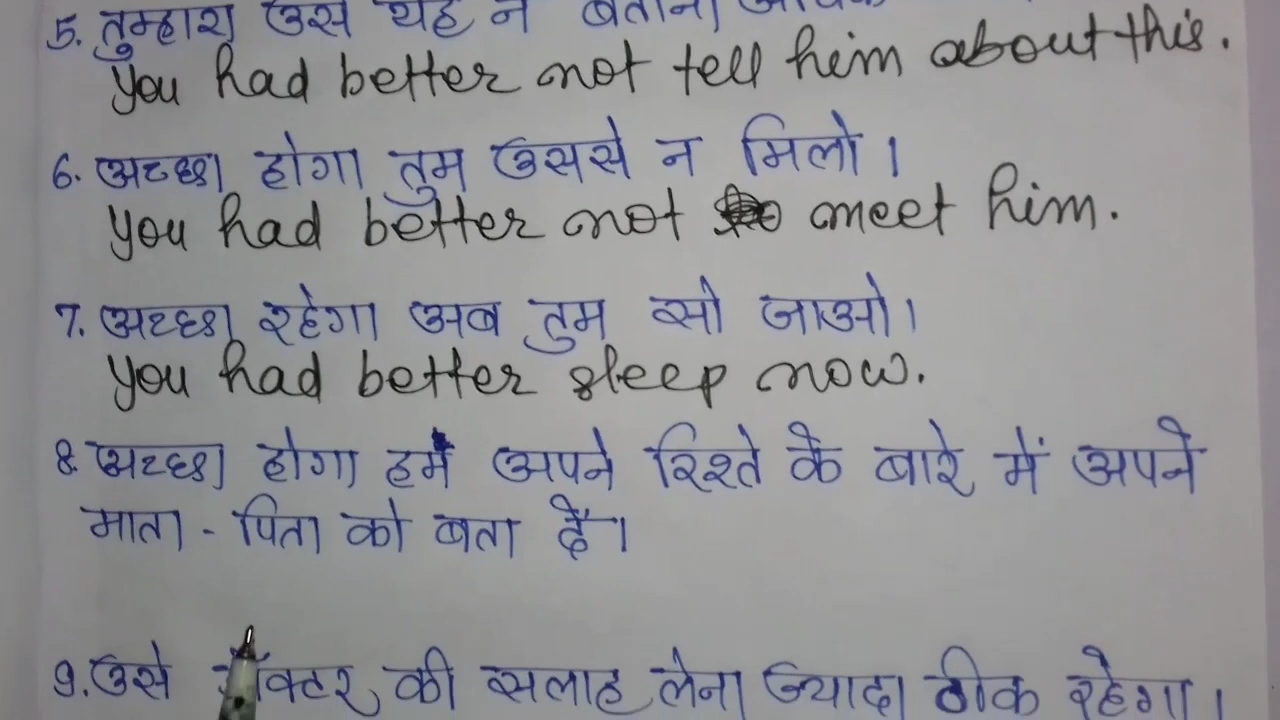 5. तुम्हारा उसे यह न बताना
You had better not tell him about this.
6. अच्छा होगा तुम उससे न मिलो।
You had better not meet him.
7. अच्छा रहेगा अब तुम सो जाओ।
You had better sleep now.
8. अच्छा होगा हम अपने रिश्ते के बारे में अपने
माता - पिता को बता दें।
9. उसे डॉक्टर की सलाह लेना ज्यादा ठीक रहेगा।